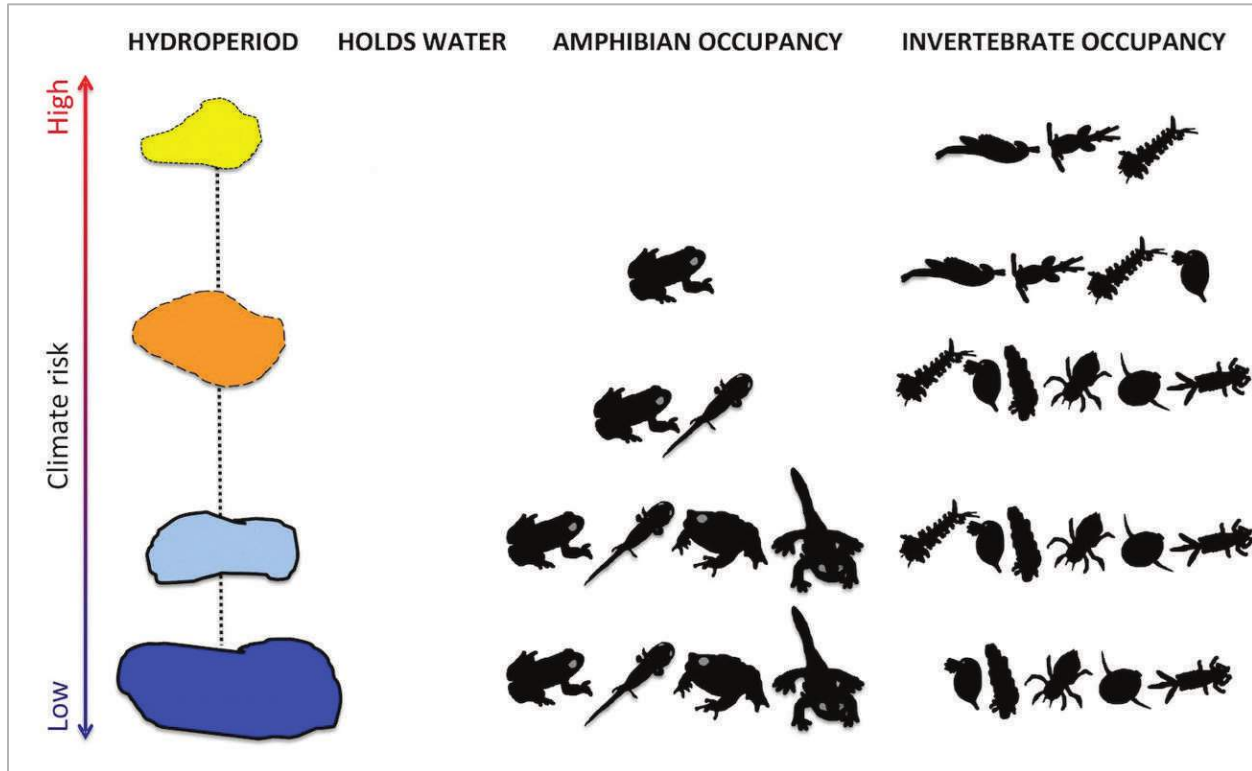 HYDROPERIOD HOLDS WATER AMPHIBIAN OCCUPANCY INVERTEBRATE OCCUPANCY
High
Climate risk
Low